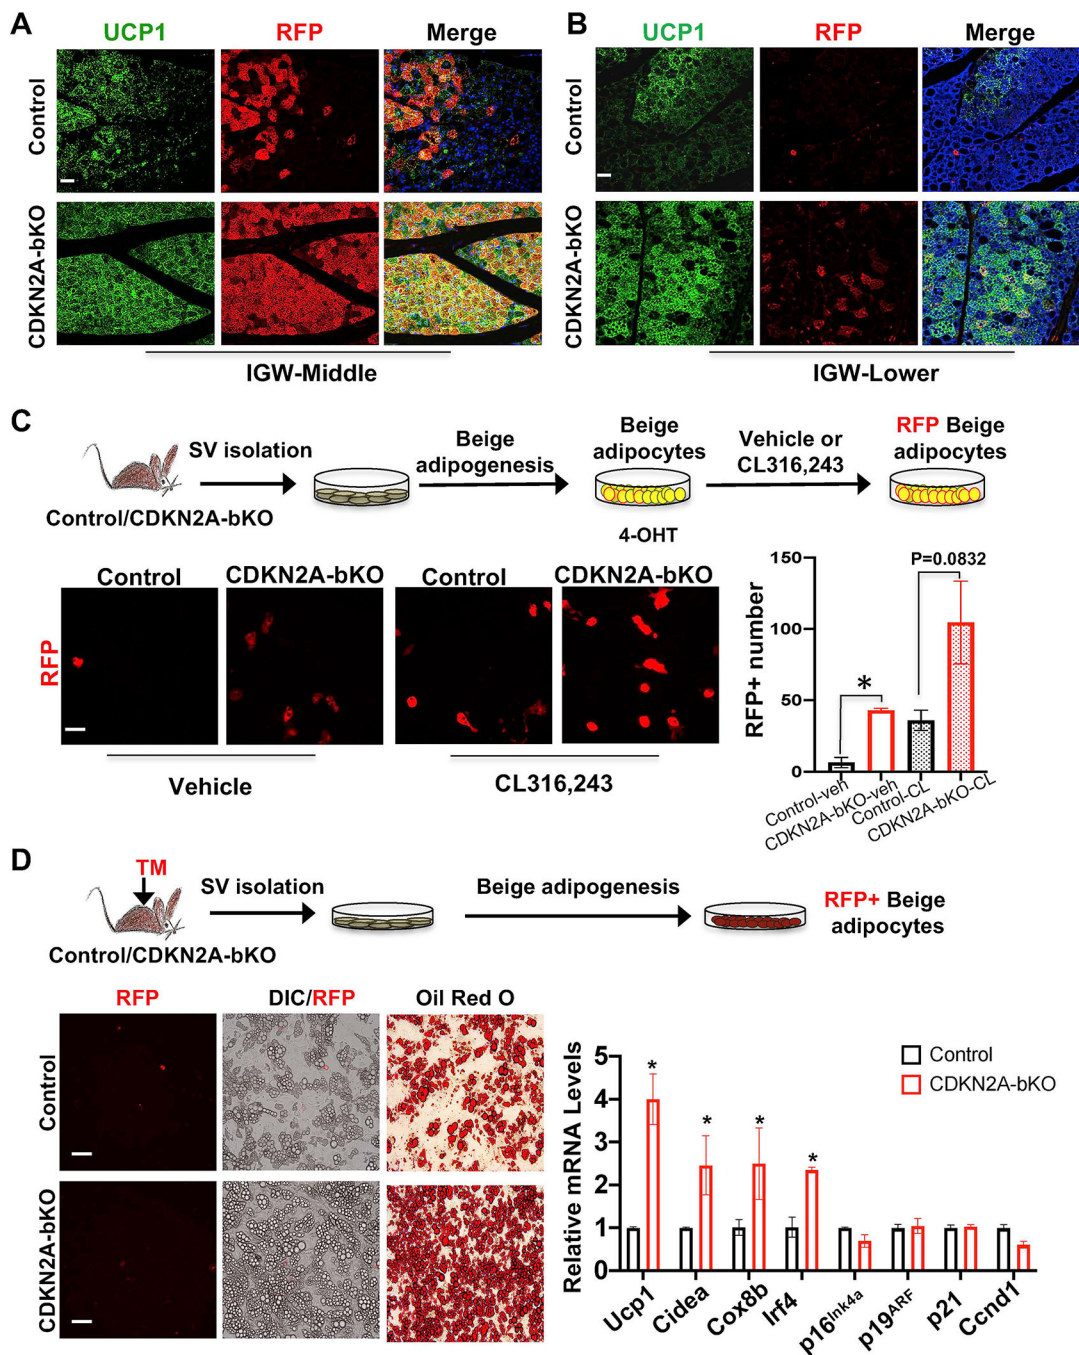 A
UCP1 RFP Merge
Control
CDKN2A-bKO
IGW-Middle
B
UCP1 RFP Merge
Control
CDKN2A-bKO
IGW-Lower
C
SV isolation
Beige
adipogenesis
Beige
adipocytes
Vehicle or
CL316,243
RFP Beige
adipocytes
Control/CDKN2A-bKO
4-OHT
Control CDKN2A-bKO Control CDKN2A-bKO
RFP
Vehicle
CL316,243
RFP+ number
150
100
50
0
P=0.0832
*
Control-veh
CDKN2A-bKO-veh
Control-CL
CDKN2A-bKO-CL
D
TM
SV isolation
Beige adipogenesis
RFP+ Beige
adipocytes
Control/CDKN2A-bKO
RFP DIC/RFP Oil Red O
Control
CDKN2A-bKO
Relative mRNA Levels
5
4
3
2
1
0
* * * *
Control
CDKN2A-bKO
Ucp1
Cidea
Cox8b
Irf4
p16Ink4a
p19ARF
p21
Ccnd1